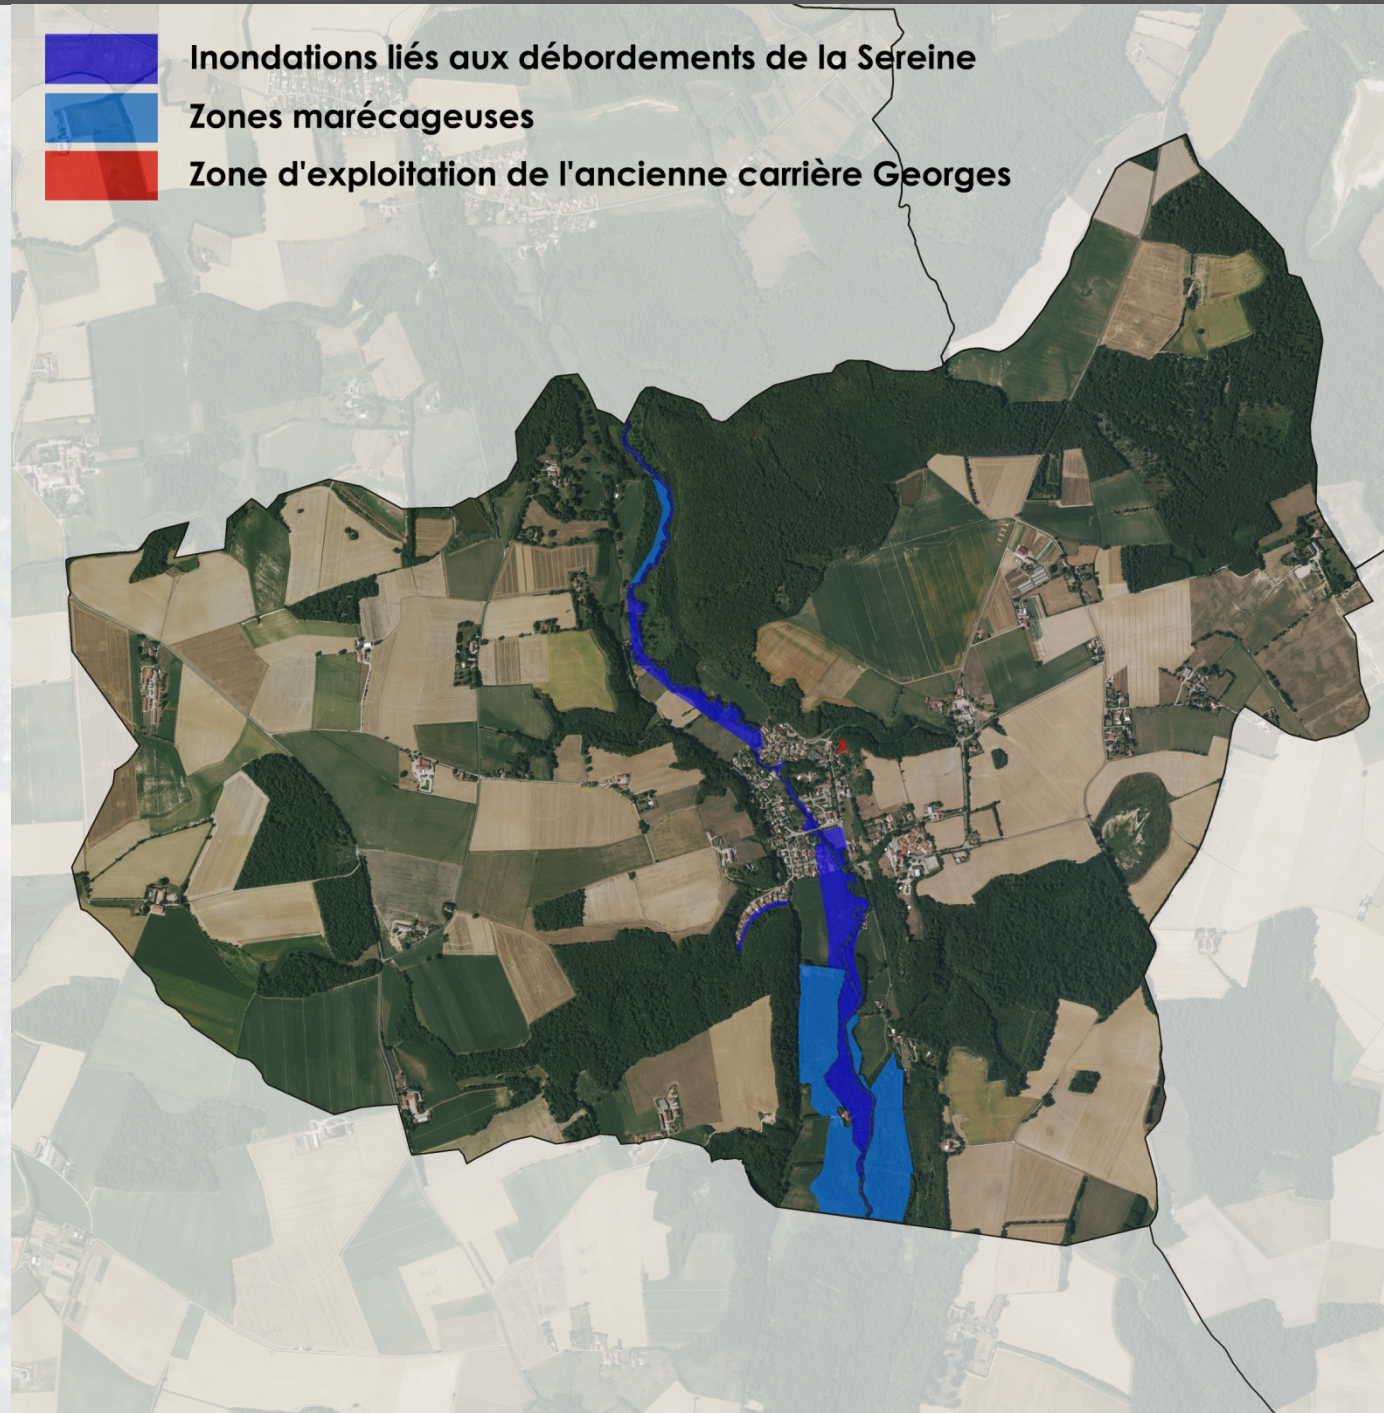 Inondations liés aux débordements de la Sereine
Zones marécageuses
Zone d'exploitation de l'ancienne carrière Georges